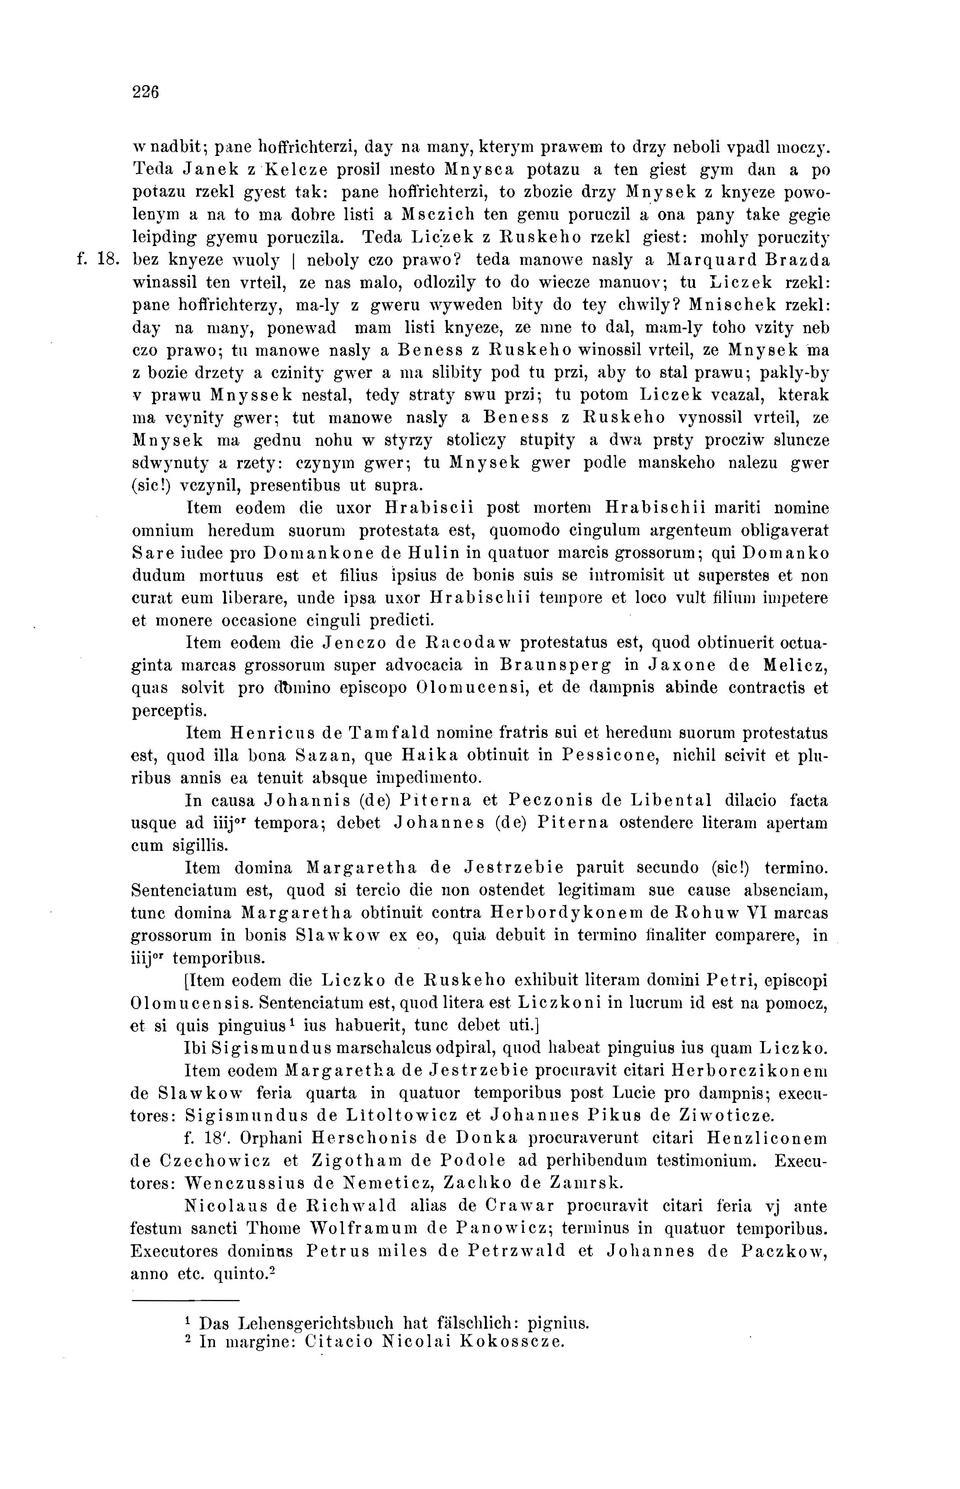 226
w nadbit; pane hoffrichterzi, day na many, kterym prawem to drzy neboli vpadl moczy.
Teda Janek z Kelcze prosil mesto Mnysca potazu a ten giest gym dan a po
potazu rzekl gyest tak: pane hoffrichterzi, to zbozie drzy Mnysek z knyeze powo-
lenym a na to ma dobre listi a Msczich ten gemu poruczil a ona pany take gegie
leipding gyemu poruczila. Teda Liczek z Ruskeho rzekl giest: mohly poruczity
f. 18. bez knyeze wuoly | neboly czo prawo? teda manowe nasly a Marquard Brazda
winassil ten vrteil, ze nas malo, odlozily to do wiecze manuov; tu Liczek rzekl:
pane hoffrichterzy, ma-ly z gweru wyweden bity do tey chwily? Mnischek rzekl:
day na many, ponewad mam listi knyeze, ze mne to dal, mam-ly toho vzity neb
czo prawo; tu manowe nasly a Beness z Ruskeho winossil vrteil, ze Mnysek ma
z bozie drzety a czinity gwer a ma slibity pod tu przi, aby to stal prawu; pakly-by
v prawu Mnyssek nestal, tedy straty swu przi; tu potom Liczek vcazal, kterak
ma vcynity gwer; tut manowe nasly a Beness z Ruskeho vynossil vrteil, ze
Mnysek ma gednu nohu w styrzy stoliczy stupity a dwa prsty procziw sluncze
sdwynuty a rzety: czynym gwer; tu Mnysek gwer podle manskeho nalezu gwer
(sic!) vczynil, presentibus ut supra.
Item eodem die uxor Hrabiscii post mortem Hrabischii mariti nomine
omnium heredum suorum protestata est, quomodo cingulum argenteum obligaverat
Sare iudee pro Domankone de Hulin in quatuor marcis grossorum; qui Domanko
dudum mortuus est et filius ipsius de bonis suis se intromisit ut superstes et non
curat eum liberare, unde ipsa uxor Hrabischii tempore et loco vult filium impetere
et monere occasione cinguli predicti.
Item eodem die Jenczo de Racodaw protestatus est, quod obtinuerit octua-
ginta marcas grossorum super advocacia in Braunsperg in Jaxone de Melicz,
quas solvit pro domino episcopo Olomucensi, et de dampnis abinde contractis et
perceptis.
Item Henricus de Tamfald nomine fratris sui et heredum suorum protestatus
est, quod illa bona Sazan, que Haika obtinuit in Pessicone, nichil scivit et plu-
ribus annis ea tenuit absque impedimento.
In causa Johannis (de) Piterna et Peczonis de Libental dilacio facta
usque ad iiij<sup>or</sup> tempora; debet Johannes (de) Piterna ostendere literam apertam
cum sigillis.
Item domina Margaretha de Jestrzebie paruit secundo (sic!) termino.
Sentenciatum est, quod si tercio die non ostendet legitimam sue cause absenciam,
tunc domina Margaretha obtinuit contra Herbordykonem de Rohuw VI marcas
grossorum in bonis Slawkow ex eo, quia debuit in termino finaliter comparere, in
iiij<sup>or</sup> temporibus.
[Item eodem die Liczko de Ruskeho exhibuit literam domini Petri, episcopi
Olomucensis. Sentenciatum est, quod litera est Liczkoni in lucrum id est na pomocz,
et si quis pinguius¹ ius habuerit, tunc debet uti.]
Ibi Sigismundus marschalcus odpiral, quod habeat pinguius ius quam Liczko.
Item eodem Margaretha de Jestrzebie procuravit citari Herborczikonem
de Slawkow feria quarta in quatuor temporibus post Lucie pro dampnis; execu-
tores: Sigismundus de Litoltowicz et Johannes Pikus de Ziwoticze.
f. 18'. Orphani Herschonis de Donka procuraverunt citari Henzliconem
de Czechowicz et Zigotham de Podole ad perhibendum testimonium. Execu-
tores: Wenczussius de Nemeticz, Zachko de Zamrsk.
Nicolaus de Richwald alias de Crawar procuravit citari feria vj ante
festum sancti Thome Wolframum de Panowicz; terminus in quatuor temporibus.
Executores dominus Petrus miles de Petrzwald et Johannes de Paczkow,
anno etc. quinto.²
¹ Das Lehensgerichtsbuch hat fälschlich: pignius.
² In margine: Citacio Nicolai Kokosscze.